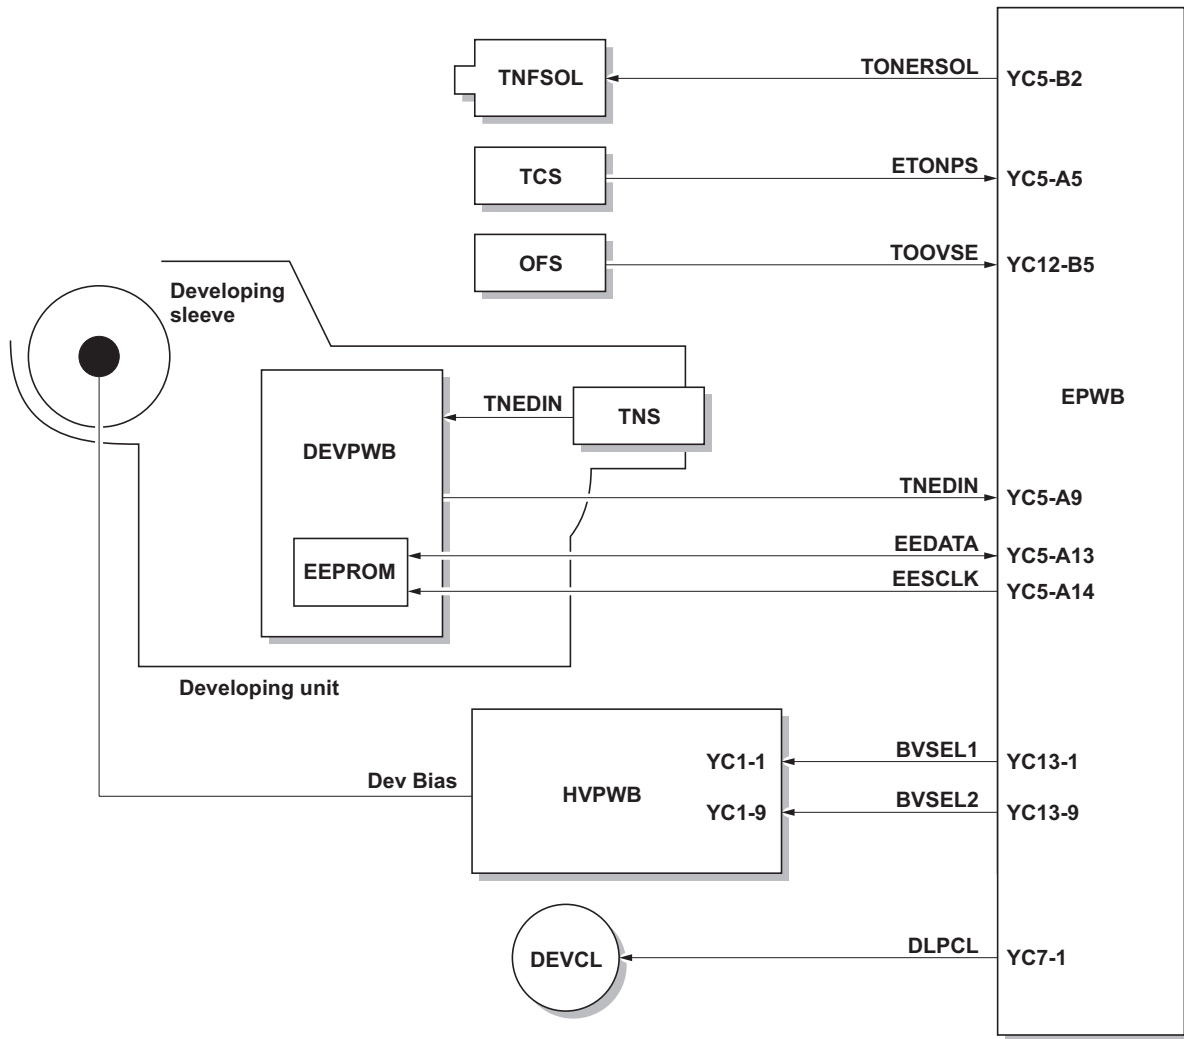 TNFSOL
TONERSOL
YC5-B2
TCS
ETONPS
YC5-A5
OFS
TOOVSE
YC12-B5
Developing
sleeve
EPWB
TNEDIN
TNS
DEVPWB
TNEDIN
YC5-A9
EEPROM
EEDATA
YC5-A13
EESCLK
YC5-A14
Developing unit
YC1-1
BVSEL1
YC13-1
Dev Bias
HVPWB
YC1-9
BVSEL2
YC13-9
DEVCL
DLPCL
YC7-1